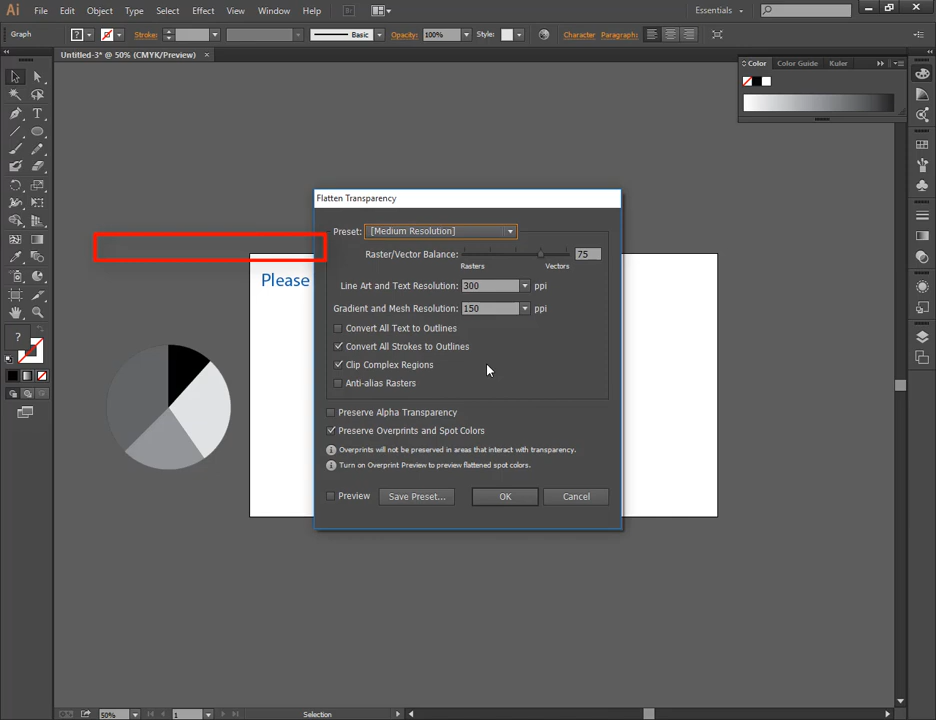 Ai File Edit Object Type Select Effect View Window Help Br Essentials
Graph ? Stroke: Basic Opacity: 100% Style: Character Paragraph:
Untitled-3* @ 50% (CMYK/Preview) ×
Color Color Guide Kuler
Flatten Transparency
Preset: [Medium Resolution]
Raster/Vector Balance: 75
Rasters Vectors
Please
Line Art and Text Resolution: 300 ppi
Gradient and Mesh Resolution: 150 ppi
Convert All Text to Outlines
?
Convert All Strokes to Outlines
Clip Complex Regions
Anti-alias Rasters
Preserve Alpha Transparency
Preserve Overprints and Spot Colors
Overprints will not be preserved in areas that interact with transparency.
Turn on Overprint Preview to preview flattened spot colors.
Preview Save Preset... OK Cancel
50% 1 Selection